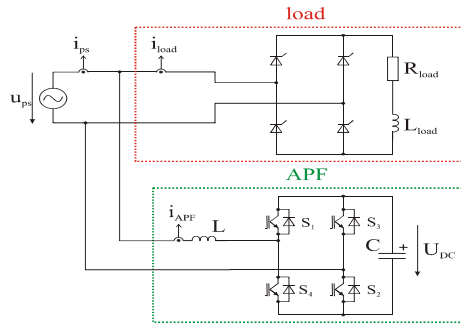 load
i_ps
i_load
u_ps
R_load
L_load
APF
i_APF
L
S_1
S_3
C
+
U_DC
S_4
S_2